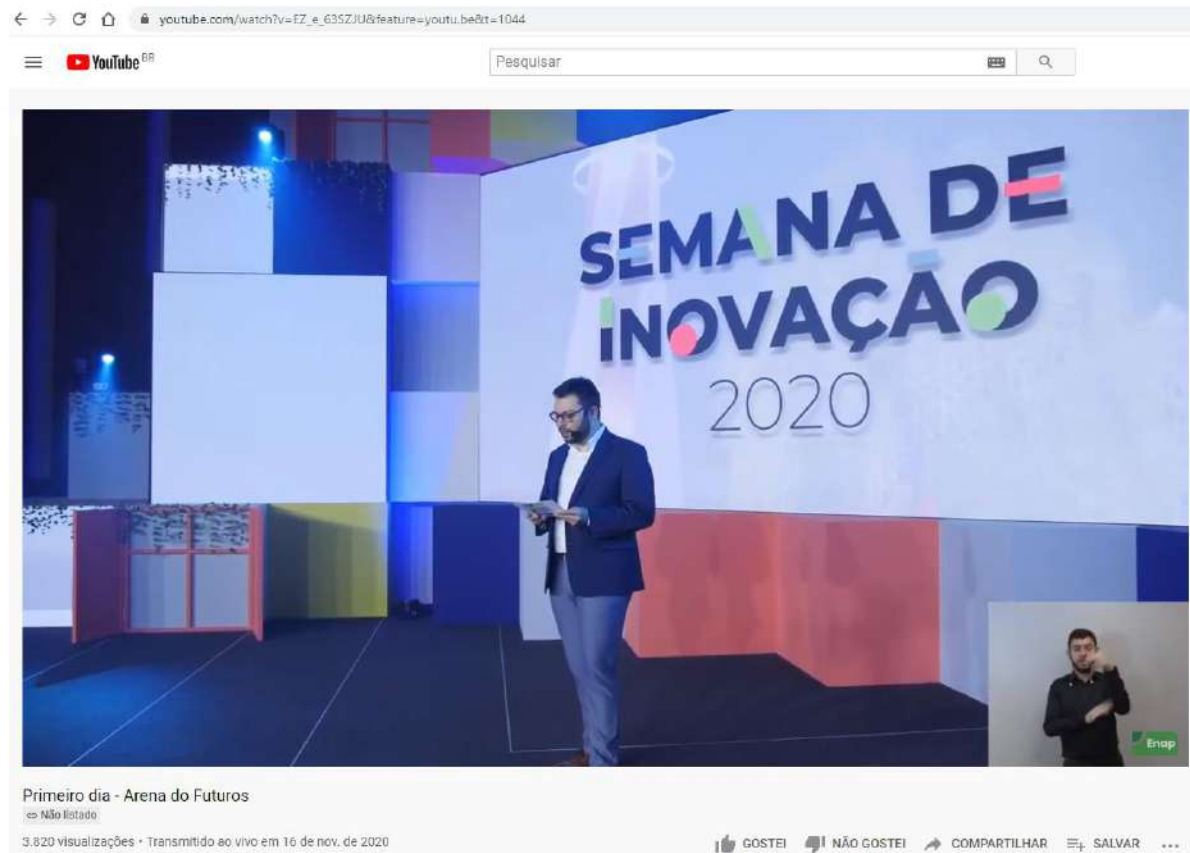 youtube.com/watch?v=EZ_e_63SZJU&feature=youtu.be&t=1044
YouTube BR
Pesquisar
SEMANA DE
INOVAÇÃO
2020
Enap
Primeiro dia - Arena do Futuros
Não listado
3.820 visualizações • Transmitido ao vivo em 16 de nov. de 2020
GOSTEI NÃO GOSTEI COMPARTILHAR SALVAR ...